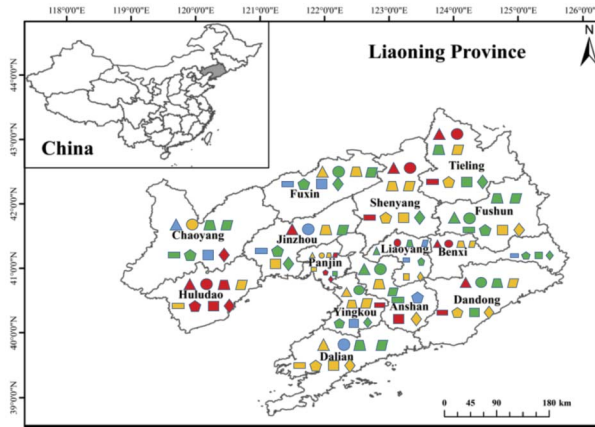 118°0'0"E 119°0'0"E 120°0'0"E 121°0'0"E 122°0'0"E 123°0'0"E 124°0'0"E 125°0'0"E 126°0'0"E
N
Liaoning Province
44°0'0"N
China
43°0'0"N
Tieling
Fuxin
Shenyang
Fushun
42°0'0"N
Chaoyang
Jinzhou
Liaoyang
Benxi
Panjin
41°0'0"N
Huludao
Dandong
Anshan
Yingkou
40°0'0"N
Dalian
39°0'0"N
0 45 90 180 km